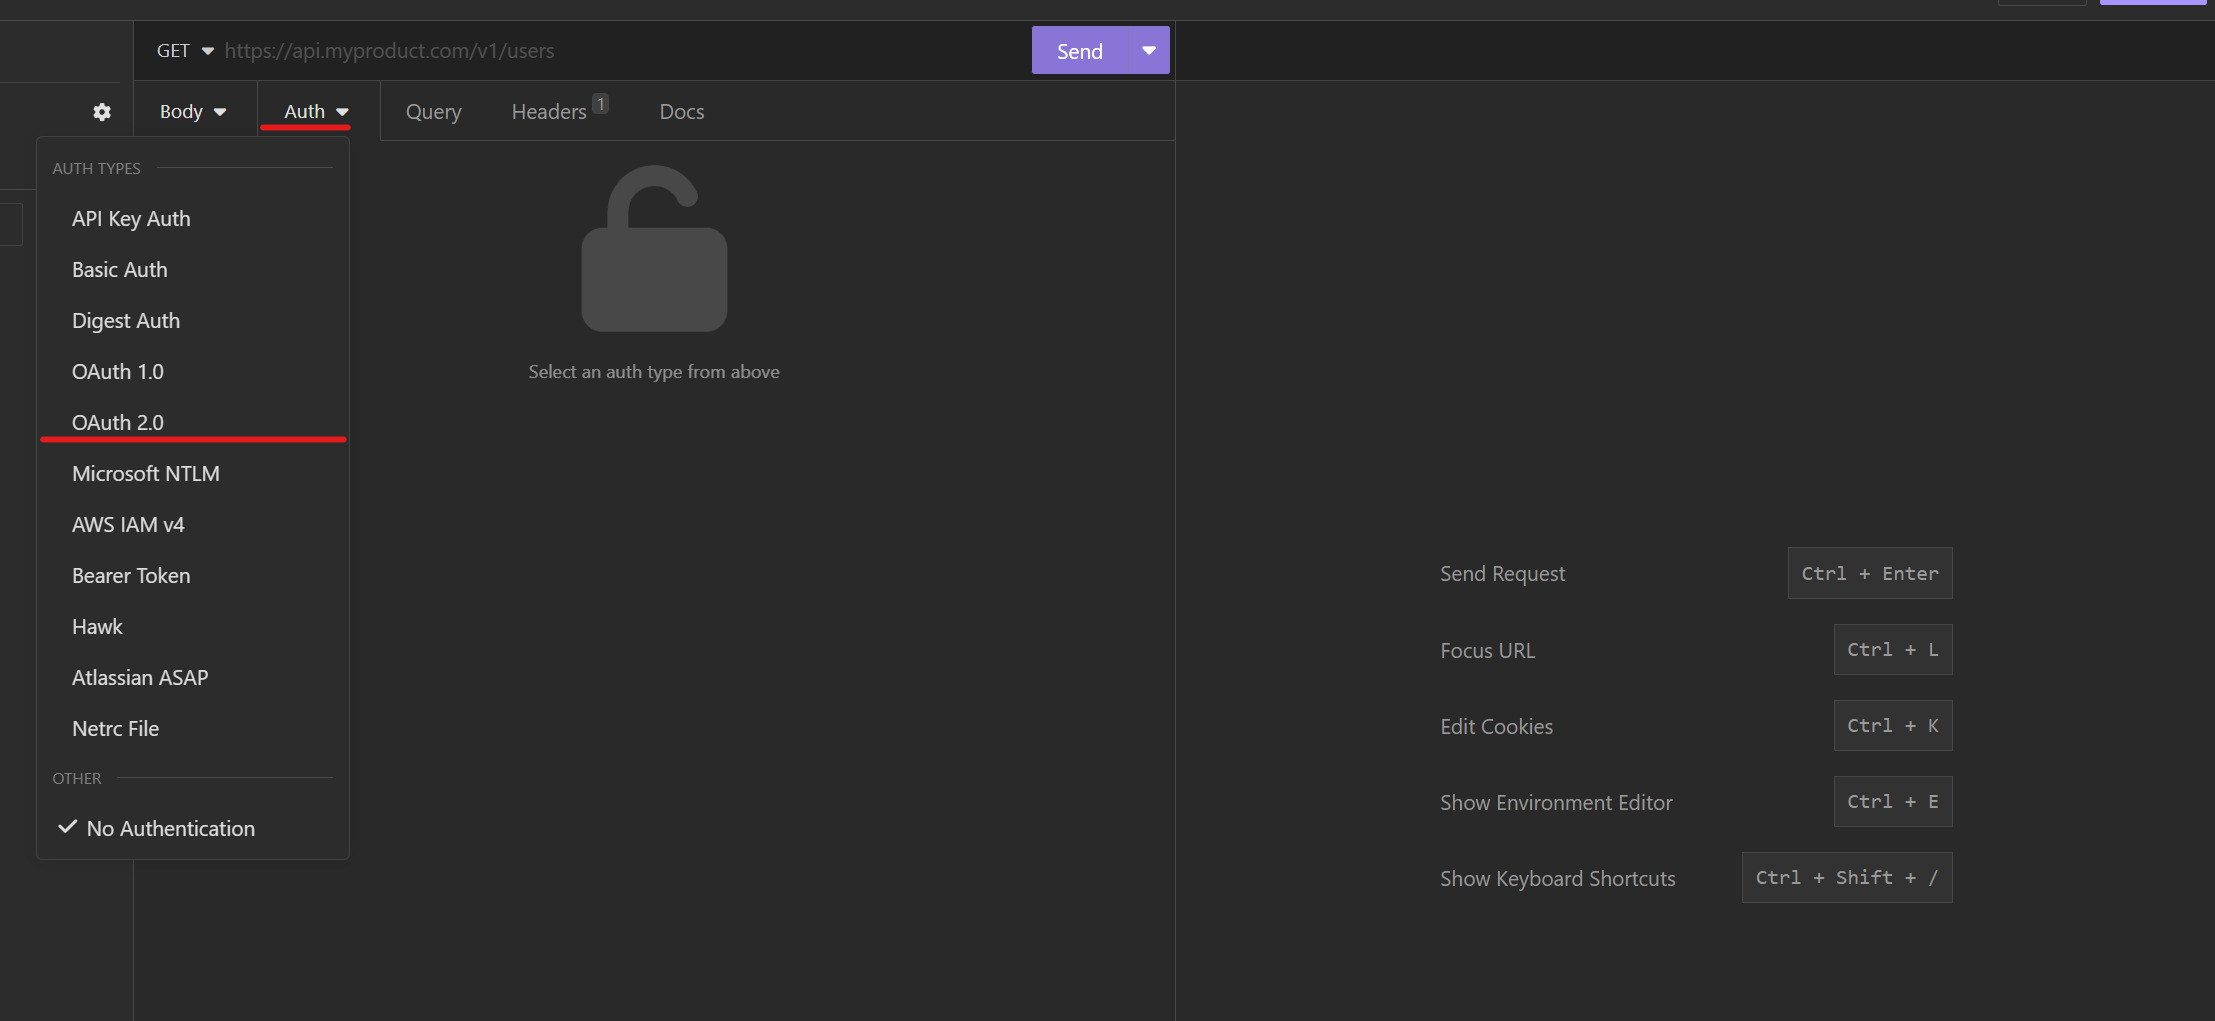 GET https://api.myproduct.com/v1/users Send
Body Auth Query Headers 1 Docs
AUTH TYPES
API Key Auth
Basic Auth
Digest Auth
OAuth 1.0
OAuth 2.0
Microsoft NTLM
AWS IAM v4
Bearer Token
Hawk
Atlassian ASAP
Netrc File
OTHER
No Authentication
Select an auth type from above
Send Request Ctrl + Enter
Focus URL Ctrl + L
Edit Cookies Ctrl + K
Show Environment Editor Ctrl + E
Show Keyboard Shortcuts Ctrl + Shift + /